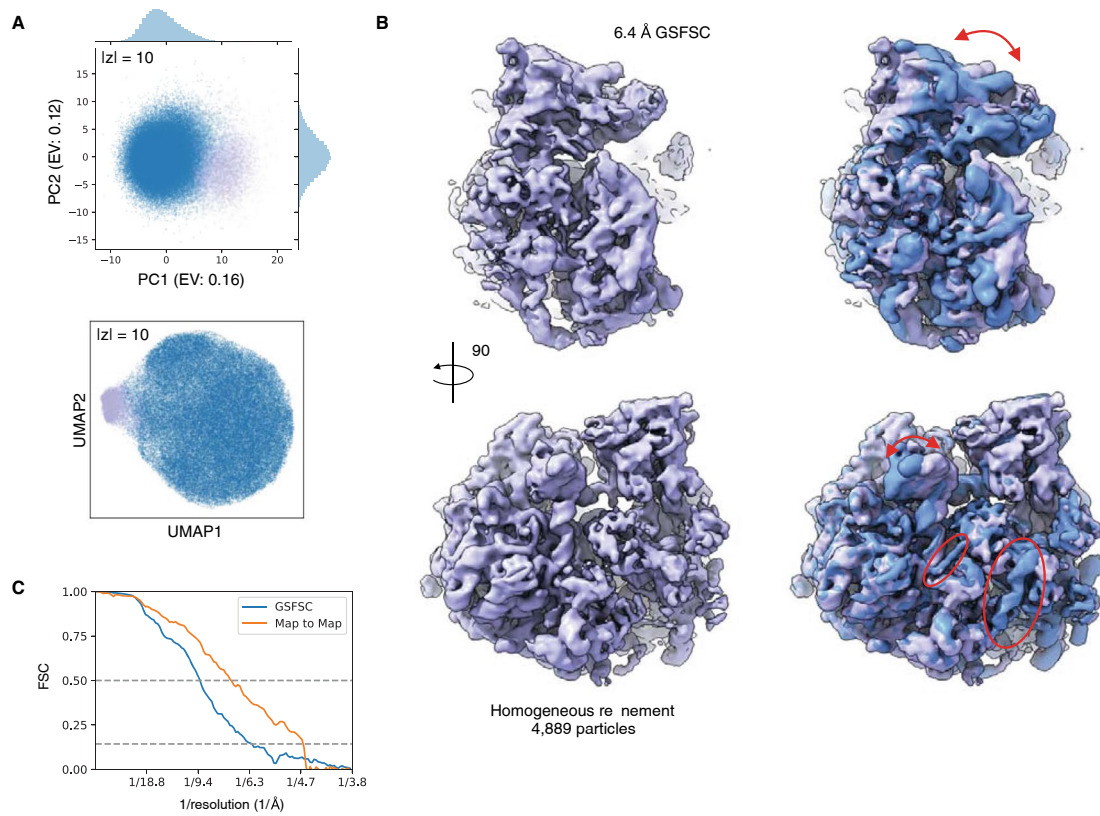 A
|z| = 10
PC2 (EV: 0.12)
15
10
5
0
−5
−10
−15
−10
0
10
20
PC1 (EV: 0.16)
|z| = 10
UMAP2
UMAP1
B
6.4 Å GSFSC
90
Homogeneous re nement
4,889 particles
C
1.00
0.75
0.50
0.25
0.00
FSC
GSFSC
Map to Map
1/18.8
1/9.4
1/6.3
1/4.7
1/3.8
1/resolution (1/Å)